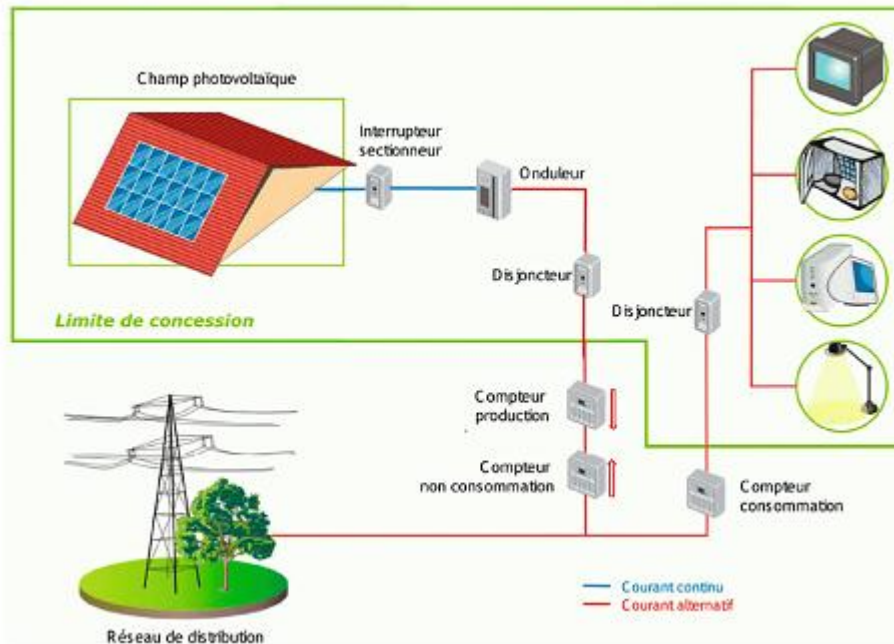 Champ photovoltaïque
Interrupteur
sectionneur
Onduleur
Disjoncteur
Disjoncteur
Limite de concession
Compteur
production
Compteur
non consommation
Compteur
consommation
Courant continu
Courant alternatif
Réseau de distribution